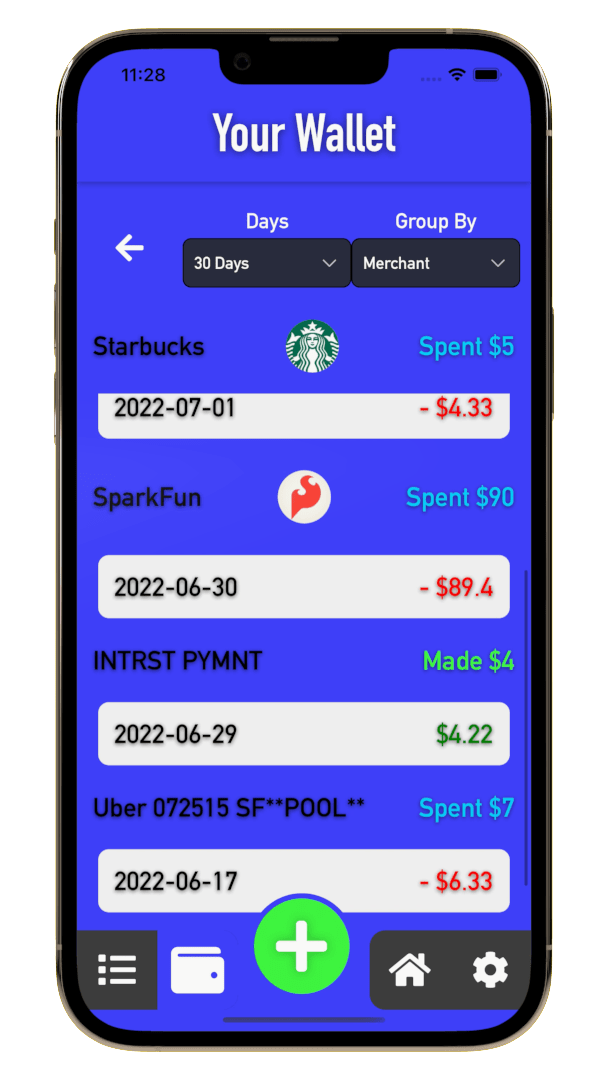 11:28
Your Wallet
Days Group By
30 Days Merchant
Starbucks Spent $5
2022-07-01 - $4.33
SparkFun Spent $90
2022-06-30 - $89.4
INTRST PYMNT Made $4
2022-06-29 $4.22
Uber 072515 SF**POOL** Spent $7
2022-06-17 - $6.33